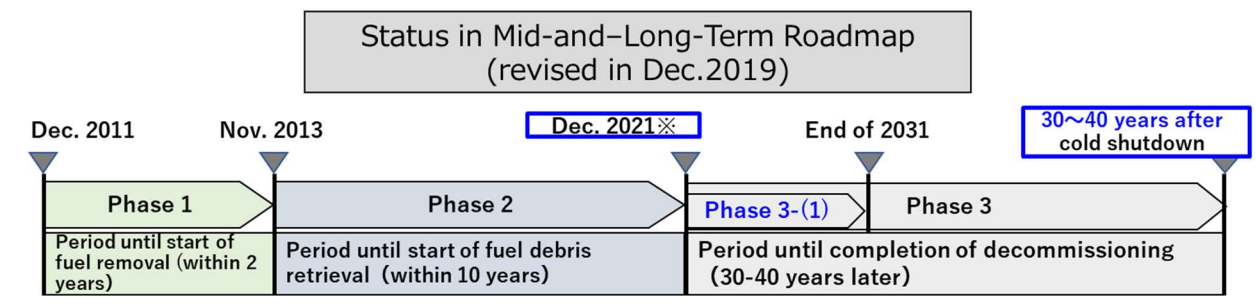 Status in Mid-and–Long-Term Roadmap
(revised in Dec.2019)
Dec. 2011
Nov. 2013
Dec. 2021※
End of 2031
30～40 years after
cold shutdown
Phase 1
Phase 2
Phase 3-(1)
Phase 3
Period until start of
fuel removal (within 2
years)
Period until start of fuel debris
retrieval (within 10 years)
Period until completion of decommissioning
(30-40 years later)